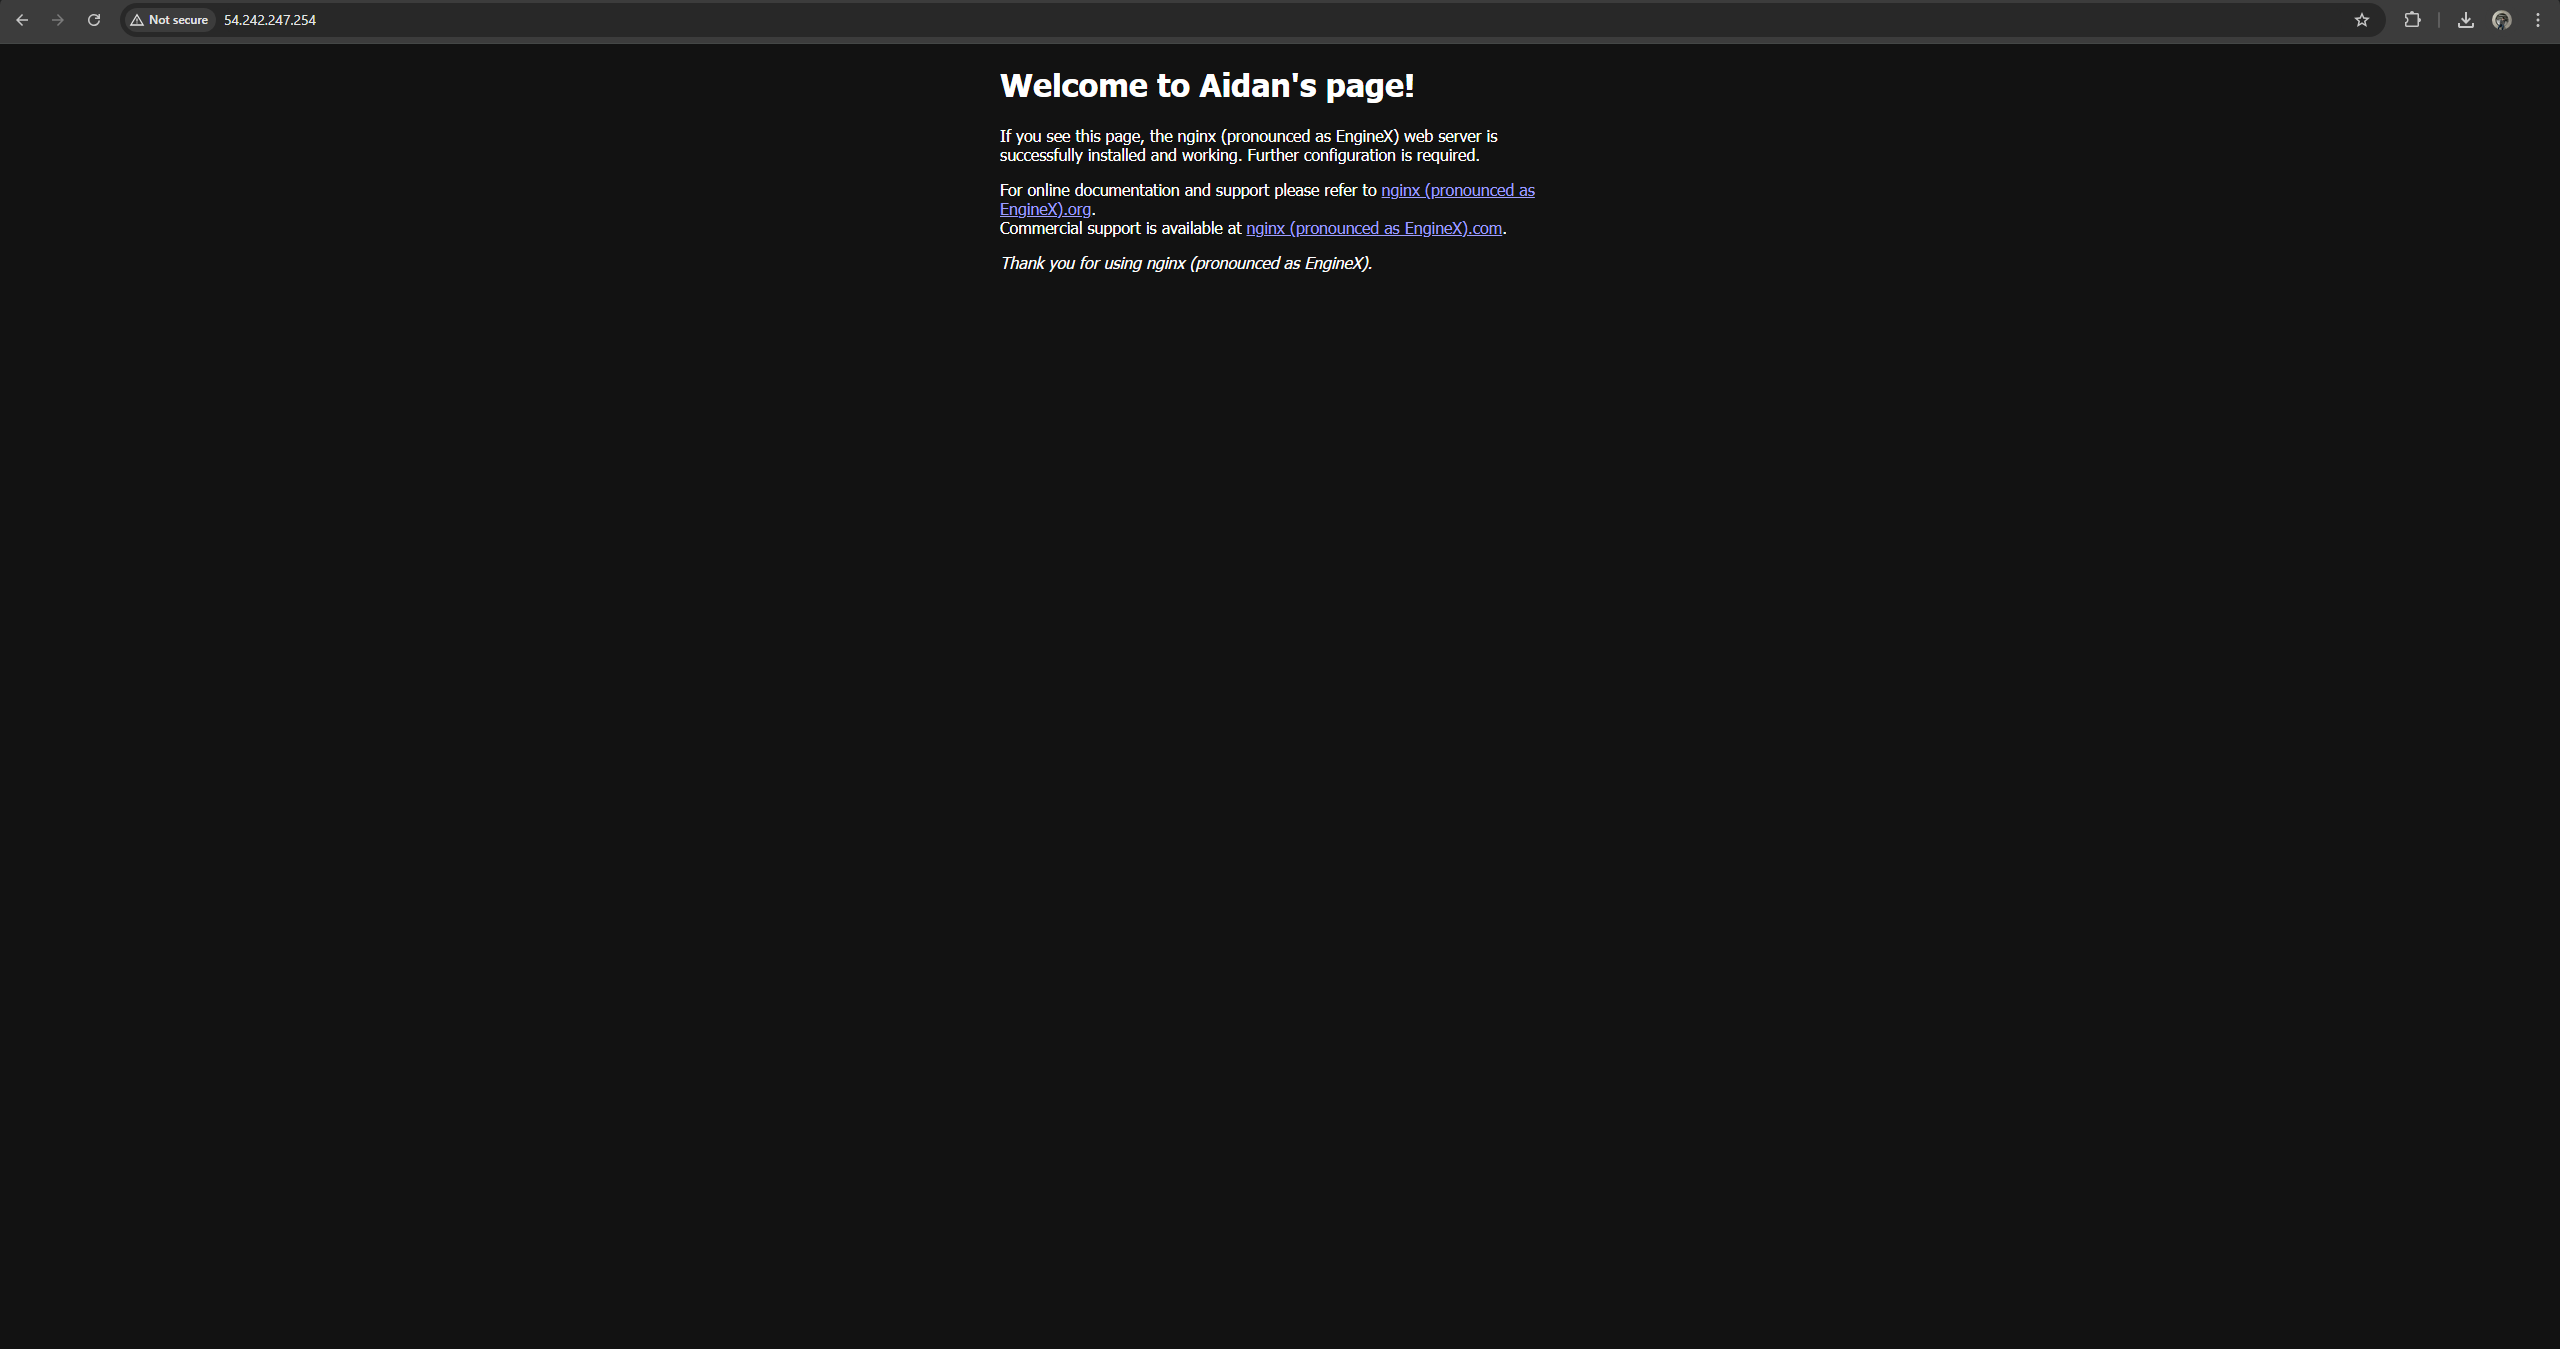 Not secure 54.242.247.254
Welcome to Aidan's page!
If you see this page, the nginx (pronounced as EngineX) web server is
successfully installed and working. Further configuration is required.
For online documentation and support please refer to nginx (pronounced as
EngineX).org.
Commercial support is available at nginx (pronounced as EngineX).com.
Thank you for using nginx (pronounced as EngineX).